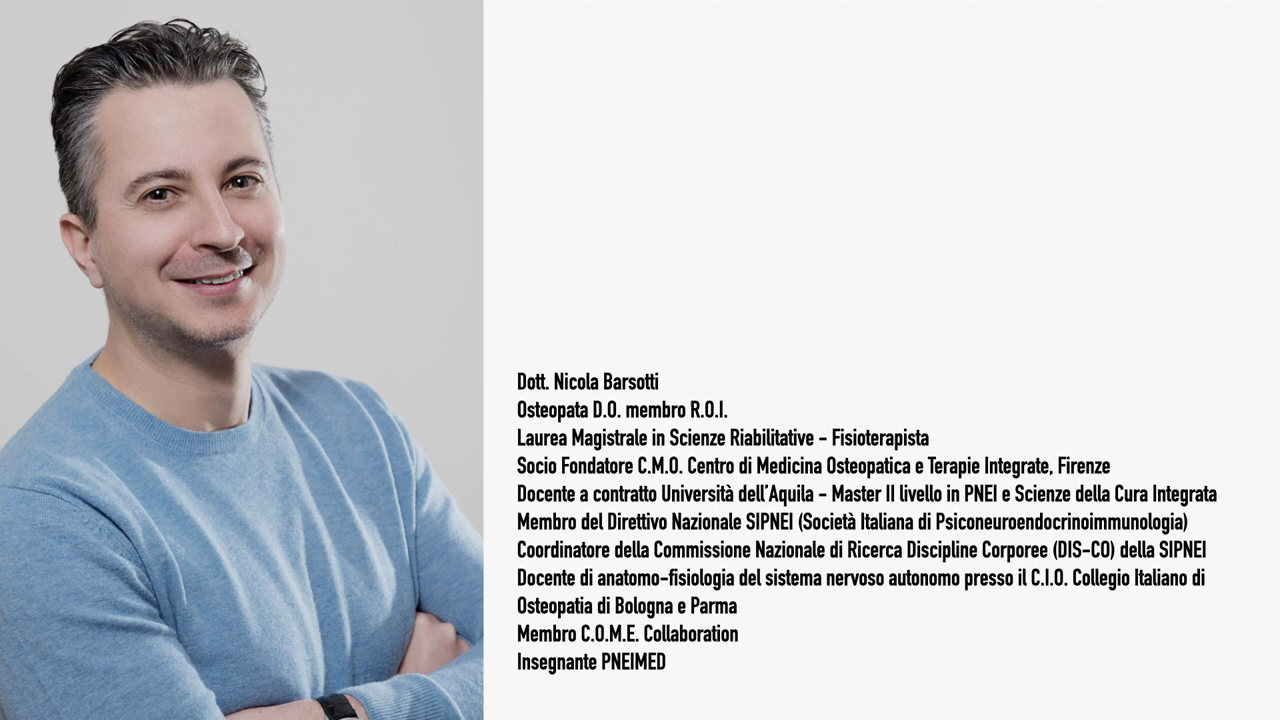 Dott. Nicola Barsotti
Osteopata D.O. membro R.O.I.
Laurea Magistrale in Scienze Riabilitative - Fisioterapista
Socio Fondatore C.M.O. Centro di Medicina Osteopatica e Terapie Integrate, Firenze
Docente a contratto Università dell'Aquila - Master II livello in PNEI e Scienze della Cura Integrata
Membro del Direttivo Nazionale SIPNEI (Società Italiana di Psiconeuroendocrinoimmunologia)
Coordinatore della Commissione Nazionale di Ricerca Discipline Corporee (DIS-CO) della SIPNEI
Docente di anatomo-fisiologia del sistema nervoso autonomo presso il C.I.O. Collegio Italiano di
Osteopatia di Bologna e Parma
Membro C.O.M.E. Collaboration
Insegnante PNEIMED